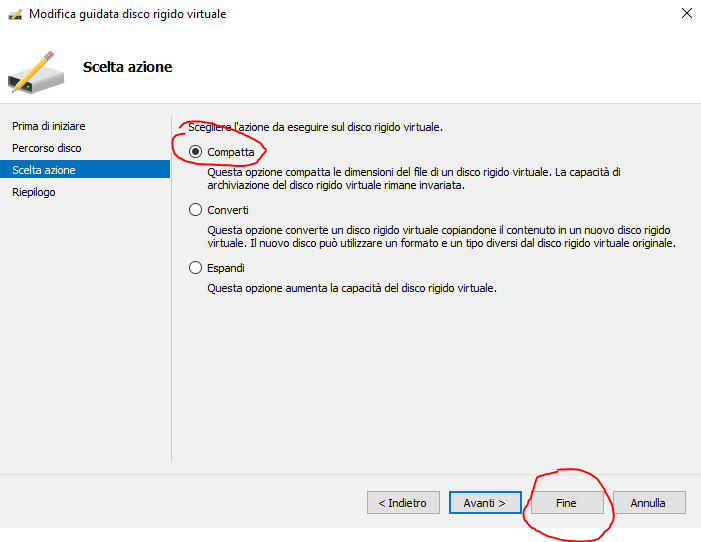 Modifica guidata disco rigido virtuale
Scelta azione
Prima di iniziare
Percorso disco
Scelta azione
Riepilogo
Scegliere l'azione da eseguire sul disco rigido virtuale.
Compatta
Questa opzione compatta le dimensioni del file di un disco rigido virtuale. La capacità di
archiviazione del disco rigido virtuale rimane invariata.
Converti
Questa opzione converte un disco rigido virtuale copiandone il contenuto in un nuovo disco rigido
virtuale. Il nuovo disco può utilizzare un formato e un tipo diversi dal disco rigido virtuale originale.
Espandi
Questa opzione aumenta la capacità del disco rigido virtuale.
< Indietro
Avanti >
Fine
Annulla